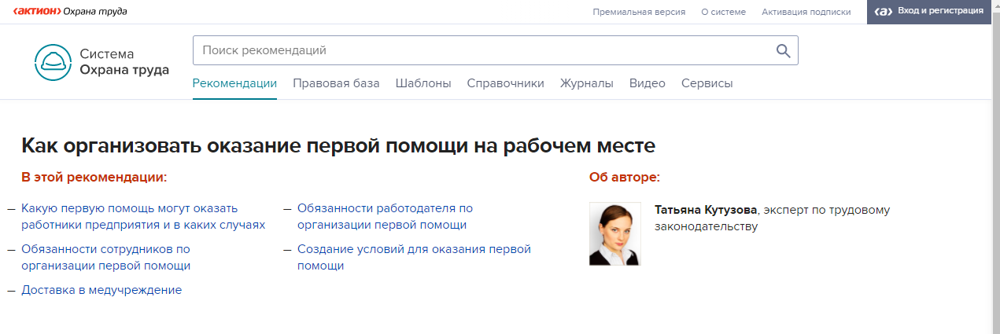 ‹актион› Охрана труда
Премиальная версия О системе Активация подписки
‹а› Вход и регистрация
Система
Охрана труда
Поиск рекомендаций
Рекомендации Правовая база Шаблоны Справочники Журналы Видео Сервисы
Как организовать оказание первой помощи на рабочем месте
В этой рекомендации:
— Какую первую помощь могут оказать
работники предприятия и в каких случаях
— Обязанности сотрудников по
организации первой помощи
— Доставка в медучреждение
— Обязанности работодателя по
организации первой помощи
— Создание условий для оказания первой
помощи
Об авторе:
Татьяна Кутузова, эксперт по трудовому
законодательству